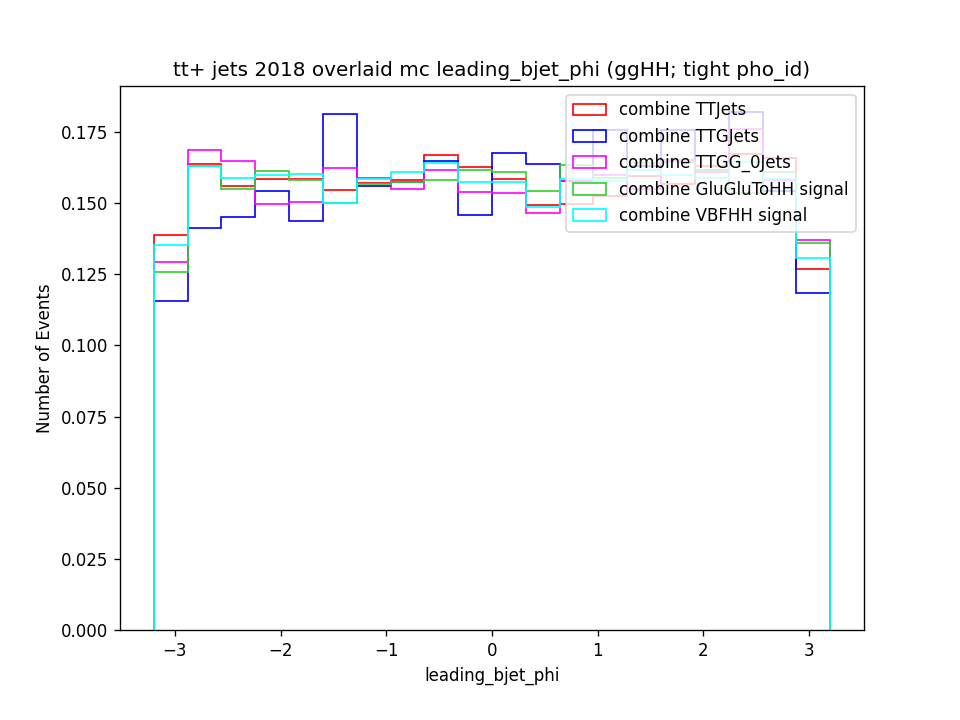 tt+ jets 2018 overlaid mc leading_bjet_phi (ggHH; tight pho_id)
combine TTJets
combine TTGJets
combine TTGG_0Jets
combine GluGluToHH signal
combine VBFHH signal
Number of Events
0.175
0.150
0.125
0.100
0.075
0.050
0.025
0.000
−3 −2 −1 0 1 2 3
leading_bjet_phi